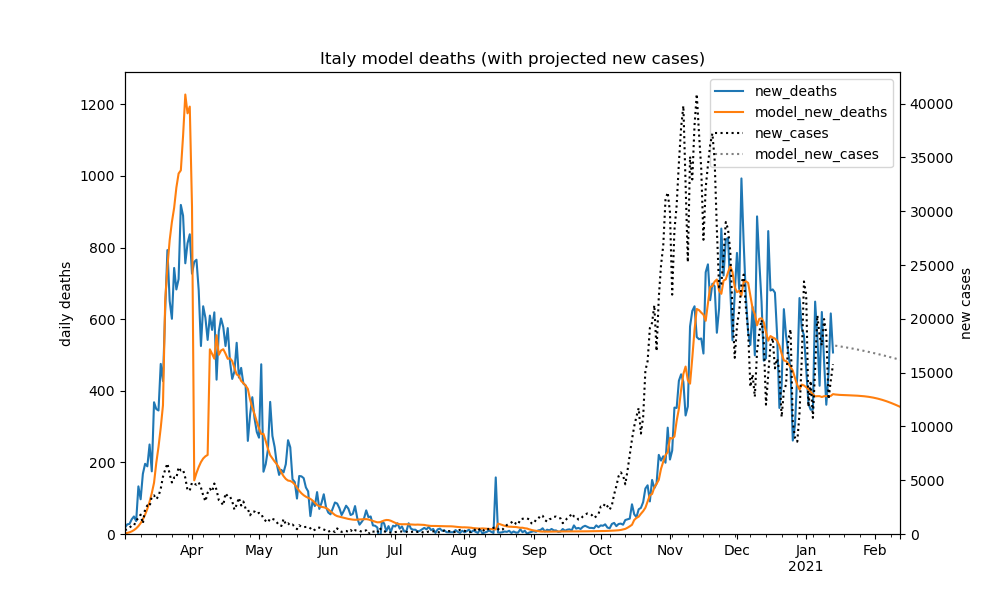 Italy model deaths (with projected new cases)
new_deaths
model_new_deaths
new_cases
model_new_cases
daily deaths
1200
1000
800
600
400
200
0
new cases
40000
35000
30000
25000
20000
15000
10000
5000
0
Apr May Jun Jul Aug Sep Oct Nov Dec Jan Feb
2021